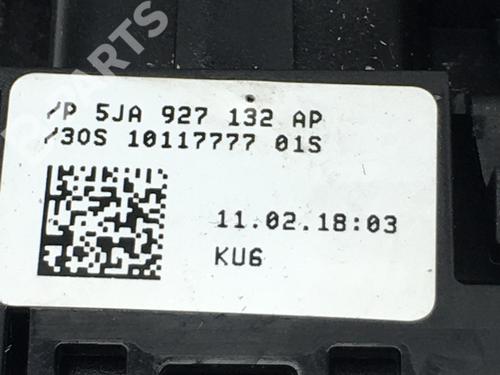 /P 5JA 927 132 AP
/30S 10117777 01S
11.02.18:03
KU6